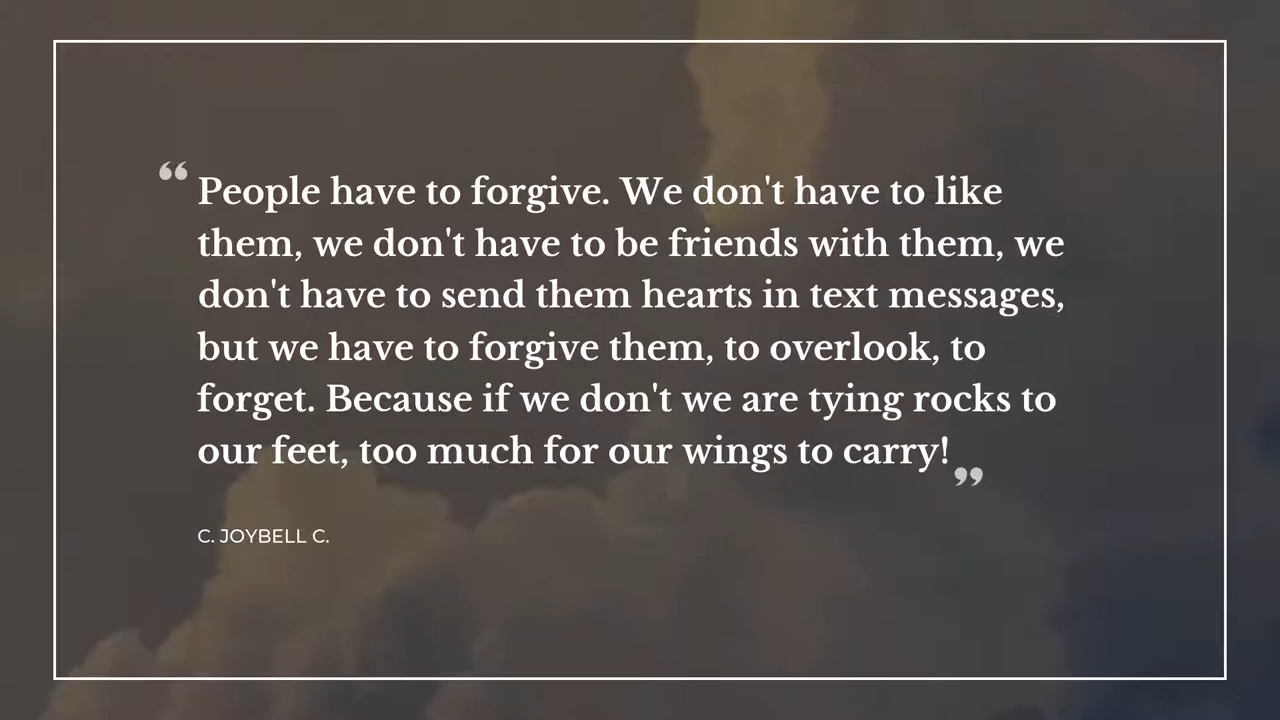 “People have to forgive. We don't have to like
them, we don't have to be friends with them, we
don't have to send them hearts in text messages,
but we have to forgive them, to overlook, to
forget. Because if we don't we are tying rocks to
our feet, too much for our wings to carry!”
C. JOYBELL C.